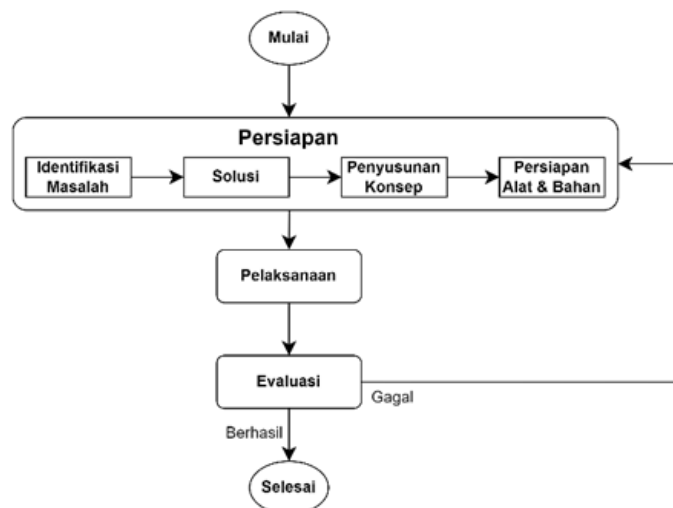 Mulai
Persiapan
Identifikasi
Masalah
Solusi
Penyusunan
Konsep
Persiapan
Alat & Bahan
Pelaksanaan
Evaluasi
Gagal
Berhasil
Selesai